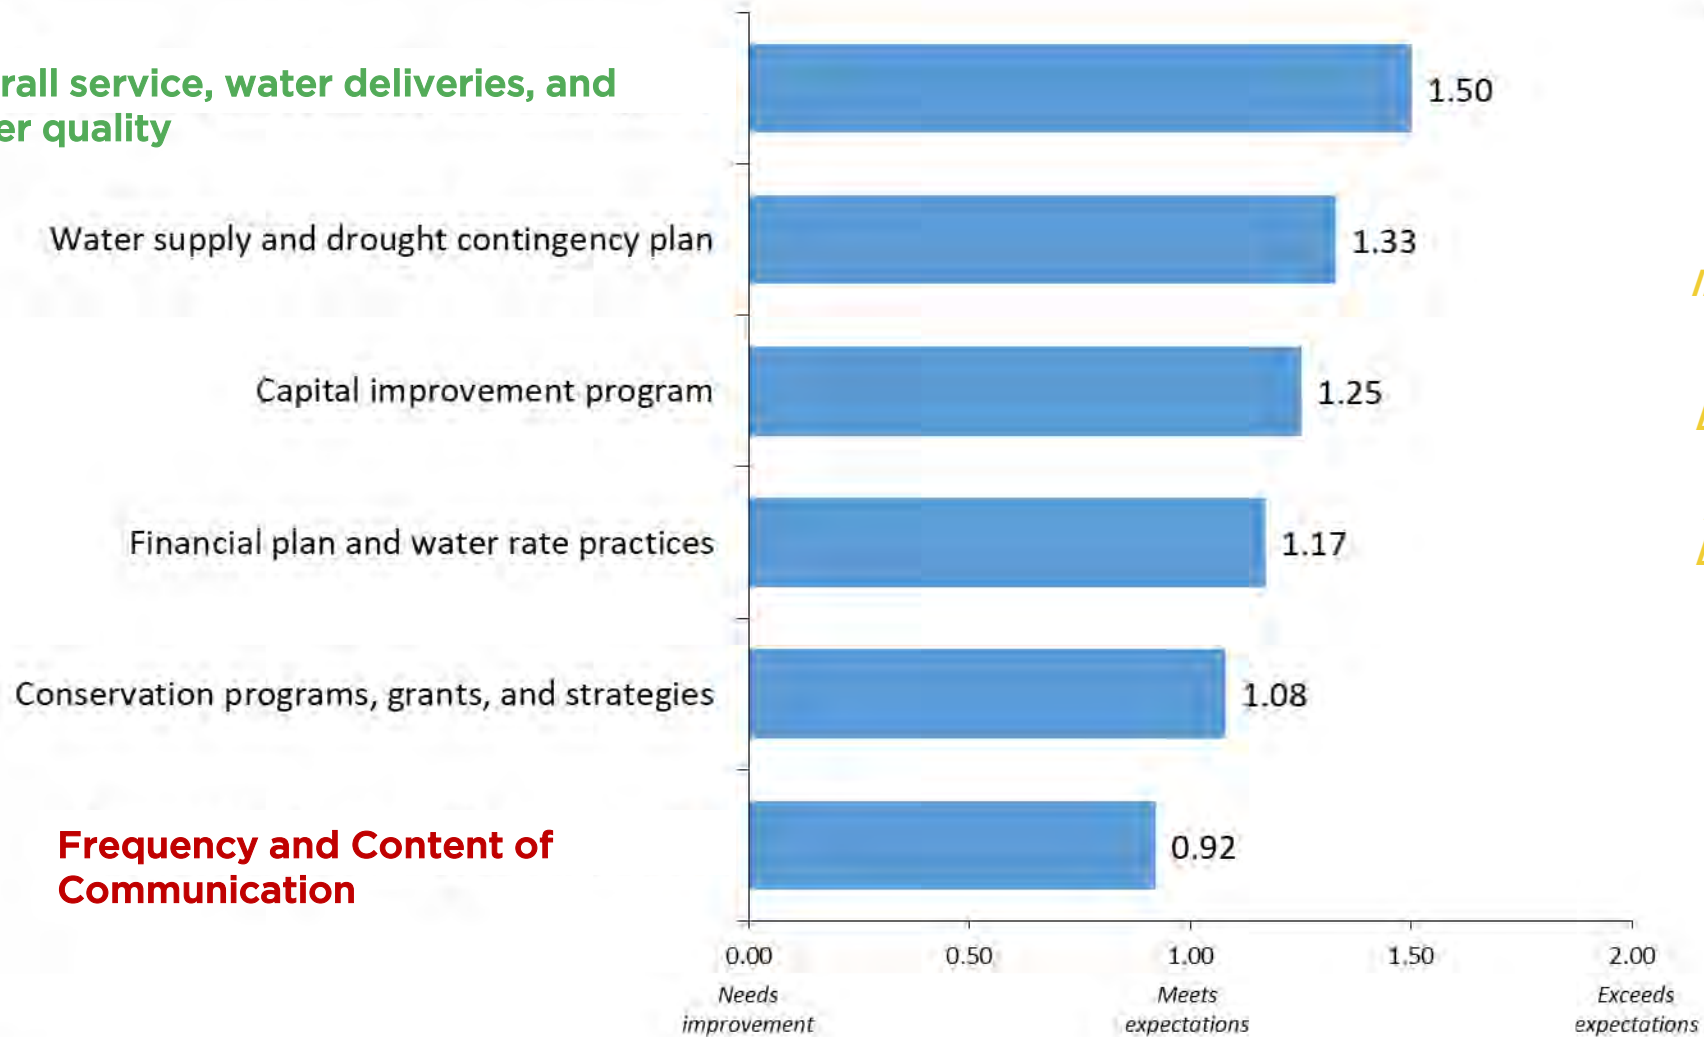 rall service, water deliveries, and
er quality
1.50
Water supply and drought contingency plan
1.33
Capital improvement program
1.25
Financial plan and water rate practices
1.17
Conservation programs, grants, and strategies
1.08
Frequency and Content of
Communication
0.92
0.00 0.50 1.00 1.50 2.00
Needs Meets Exceeds
improvement expectations expectations